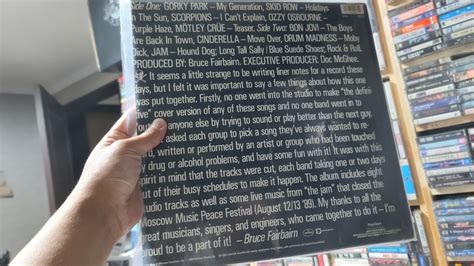 Side One: GORKY PARK – My Generation, SKID ROW – Holidays
In The Sun, SCORPIONS – I Can't Explain, OZZY OSBOURNE –
Purple Haze, MÖTLEY CRÜE – Teaser. Side Two: BON JOVI – The Boys
Are Back In Town, CINDERELLA – Move Over, DRUM MADNESS – Moby
Dick, JAM – Hound Dog; Long Tall Sally / Blue Suede Shoes; Rock & Roll.
PRODUCED BY: Bruce Fairbairn. EXECUTIVE PRODUCER: Doc McGhee.
It seems a little strange to be writing liner notes for a record these
days, but I felt it was important to say a few things about how this one
was put together. Firstly, no one went into the studio to make "the defini-
tive" cover version of any of these songs and no one band went in to
anyone else by trying to sound or play better than the next guy.
asked each group to pick a song they've always wanted to re-
written or performed by an artist or group who had been touched
drug or alcohol problems, and have some fun with it! It was with this
spirit in mind that the tracks were cut, each band taking one or two days
out of their busy schedules to make it happen. The album includes eight
studio tracks as well as some live music from "the jam" that closed the
Moscow Music Peace Festival (August 12/13 '89). My thanks to all the
great musicians, singers, and engineers, who came together to do it – I'm
proud to be a part of it! – Bruce Fairbairn